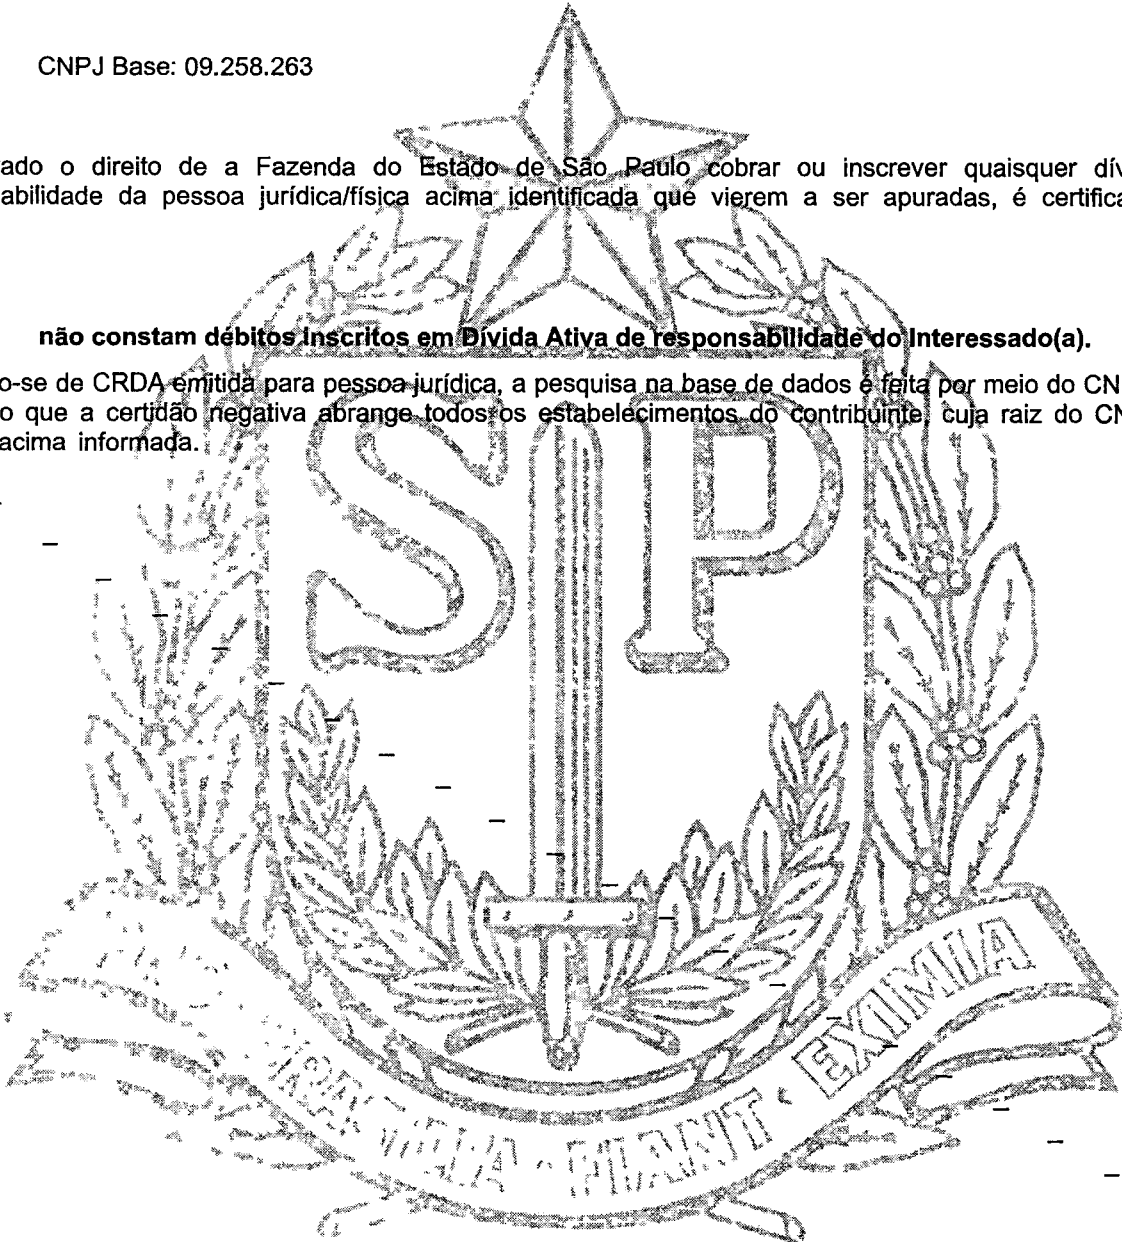 CNPJ Base: 09.258.263
ado o direito de a Fazenda do Estado de São Paulo cobrar ou inscrever quaisquer dív
abilidade da pessoa jurídica/física acima identificada que vierem a ser apuradas, é certifica
não constam débitos Inscritos em Dívida Ativa de responsabilidade do Interessado(a).
o-se de CRDA emitida para pessoa jurídica, a pesquisa na base de dados é feita por meio do CN
o que a certidão negativa abrange todos os estabelecimentos do contribuinte, cuja raiz do CN
acima informada.
SP
FIANT · EXIMIA